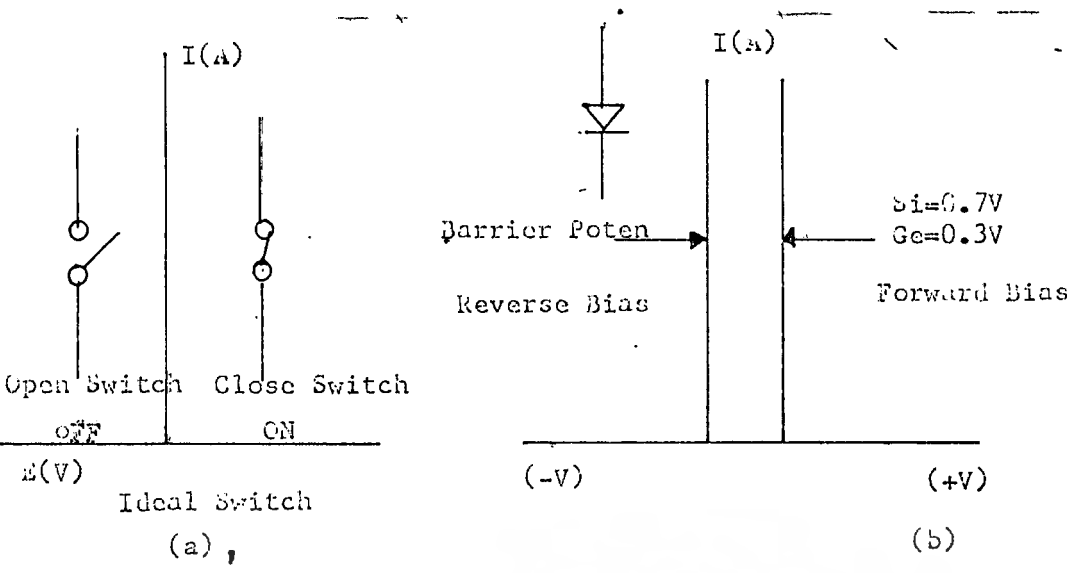 I(A)
Open Switch
OFF
Close Switch
ON
E(V)
Ideal Switch
(a),
I(A)
Barrier Poten
Reverse Bias
Si=0.7V
Ge=0.3V
Forward Bias
(-V)
(+V)
(b)